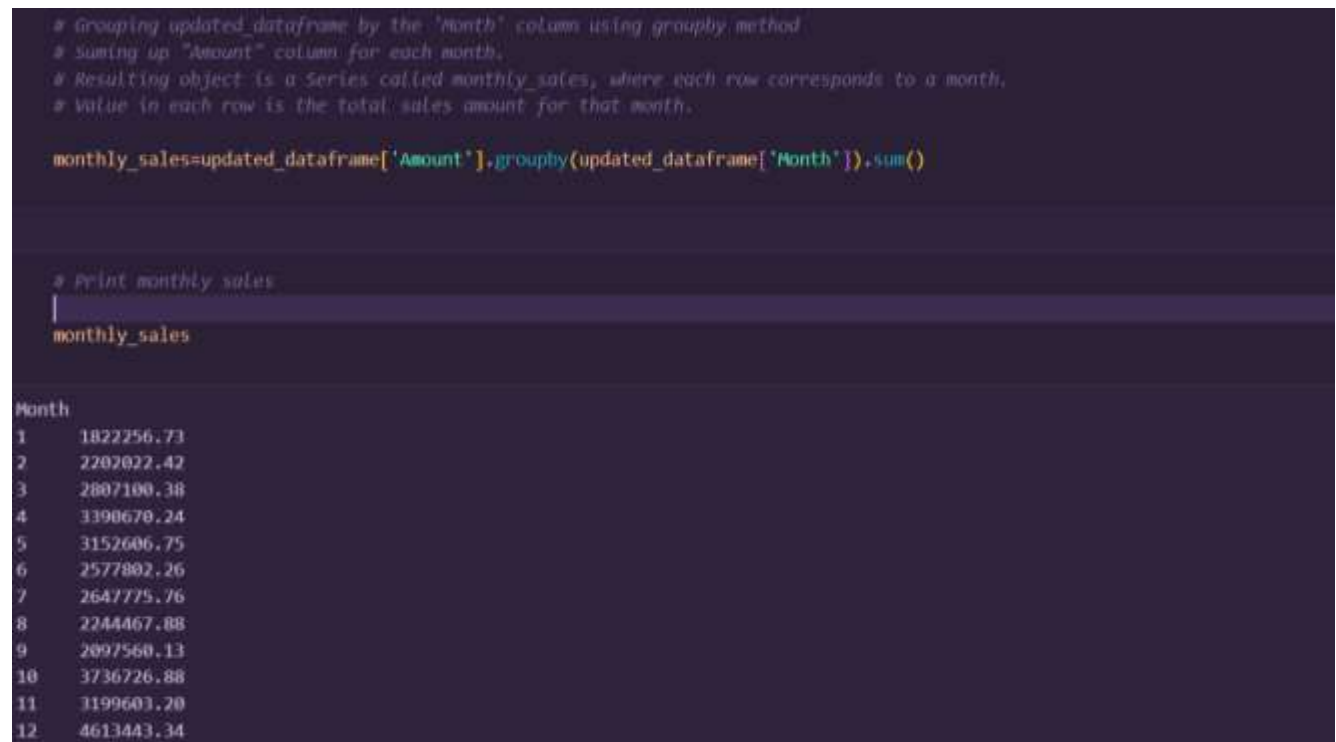 # Grouping updated_dataframe by the 'Month' column using groupby method
# Suming up "Amount" column for each month.
# Resulting object is a Series called monthly_sales, where each row corresponds to a month.
# Value in each row is the total sales amount for that month.
monthly_sales=updated_dataframe['Amount'].groupby(updated_dataframe['Month']).sum()
# Print monthly sales
monthly_sales
Month
1 1822256.73
2 2202022.42
3 2807100.38
4 3390670.24
5 3152606.75
6 2577802.26
7 2647775.76
8 2244467.88
9 2097560.13
10 3736726.88
11 3199603.20
12 4613443.34